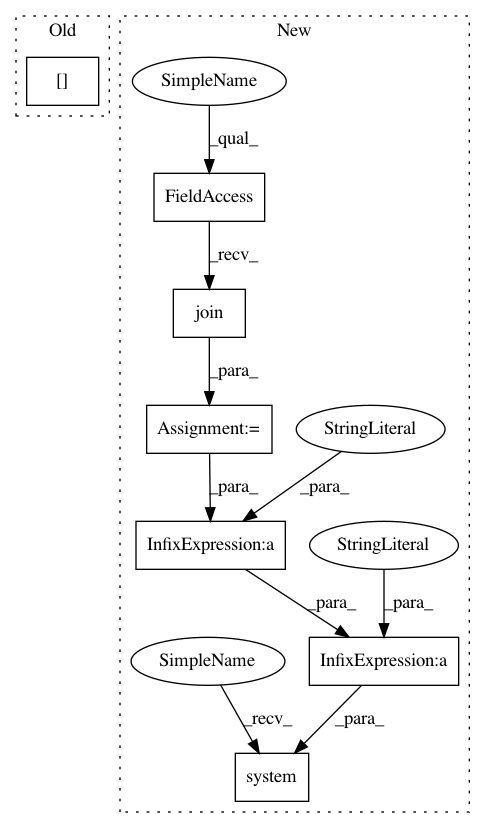 Old
New
[]
SimpleName
_qual_
FieldAccess
_recv_
join
_para_
Assignment:=
StringLiteral
_para_
_para_
InfixExpression:a
StringLiteral
_para_
_para_
SimpleName
InfixExpression:a
_recv_
_para_
system